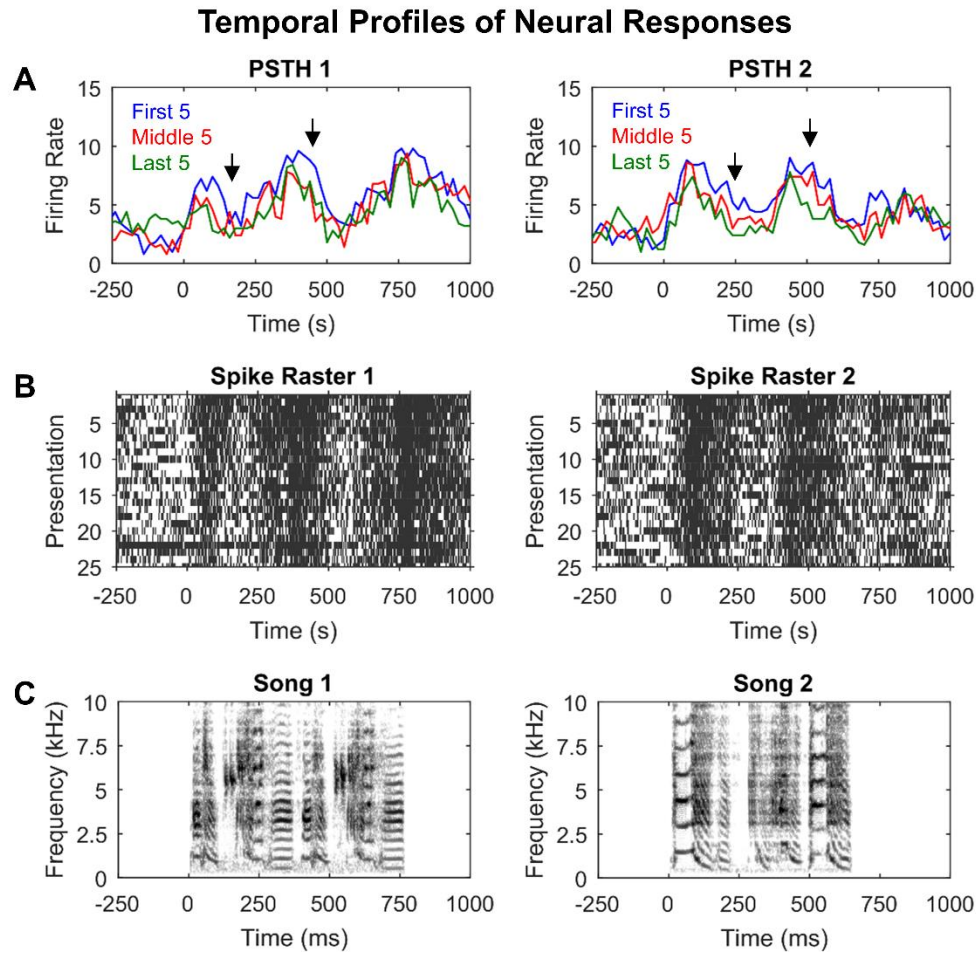 Temporal Profiles of Neural Responses
A
PSTH 1
Firing Rate
15
10
5
0
First 5
Middle 5
Last 5
-250 0 250 500 750 1000
Time (s)
PSTH 2
Firing Rate
15
10
5
0
First 5
Middle 5
Last 5
-250 0 250 500 750 1000
Time (s)
B
Spike Raster 1
Presentation
5
10
15
20
25
-250 0 250 500 750 1000
Time (s)
Spike Raster 2
Presentation
5
10
15
20
25
-250 0 250 500 750 1000
Time (s)
C
Song 1
Frequency (kHz)
10
7.5
5
2.5
0
-250 0 250 500 750 1000
Time (ms)
Song 2
Frequency (kHz)
10
7.5
5
2.5
0
-250 0 250 500 750 1000
Time (ms)